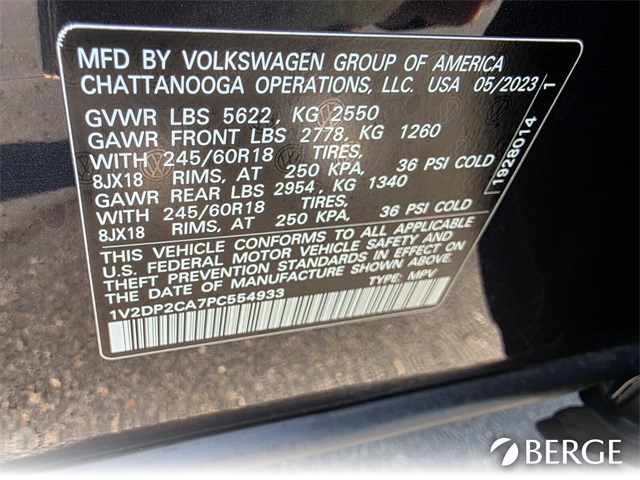 MFD BY VOLKSWAGEN GROUP OF AMERICA
CHATTANOOGA OPERATIONS, LLC. USA 05/2023
GVWR LBS 5622, KG 2550
GAWR FRONT LBS 2778, KG 1260
WITH 245/60R18 TIRES,
8JX18 RIMS, AT 250 KPA, 36 PSI COLD
GAWR REAR LBS 2954, KG 1340
WITH 245/60R18 TIRES,
8JX18 RIMS, AT 250 KPA, 36 PSI COLD
THIS VEHICLE CONFORMS TO ALL APPLICABLE
U.S. FEDERAL MOTOR VEHICLE SAFETY AND
THEFT PREVENTION STANDARDS IN EFFECT ON
THE DATE OF MANUFACTURE SHOWN ABOVE.
1V2DP2CA7PC554933 TYPE: MPV
1928014 1
BERGE